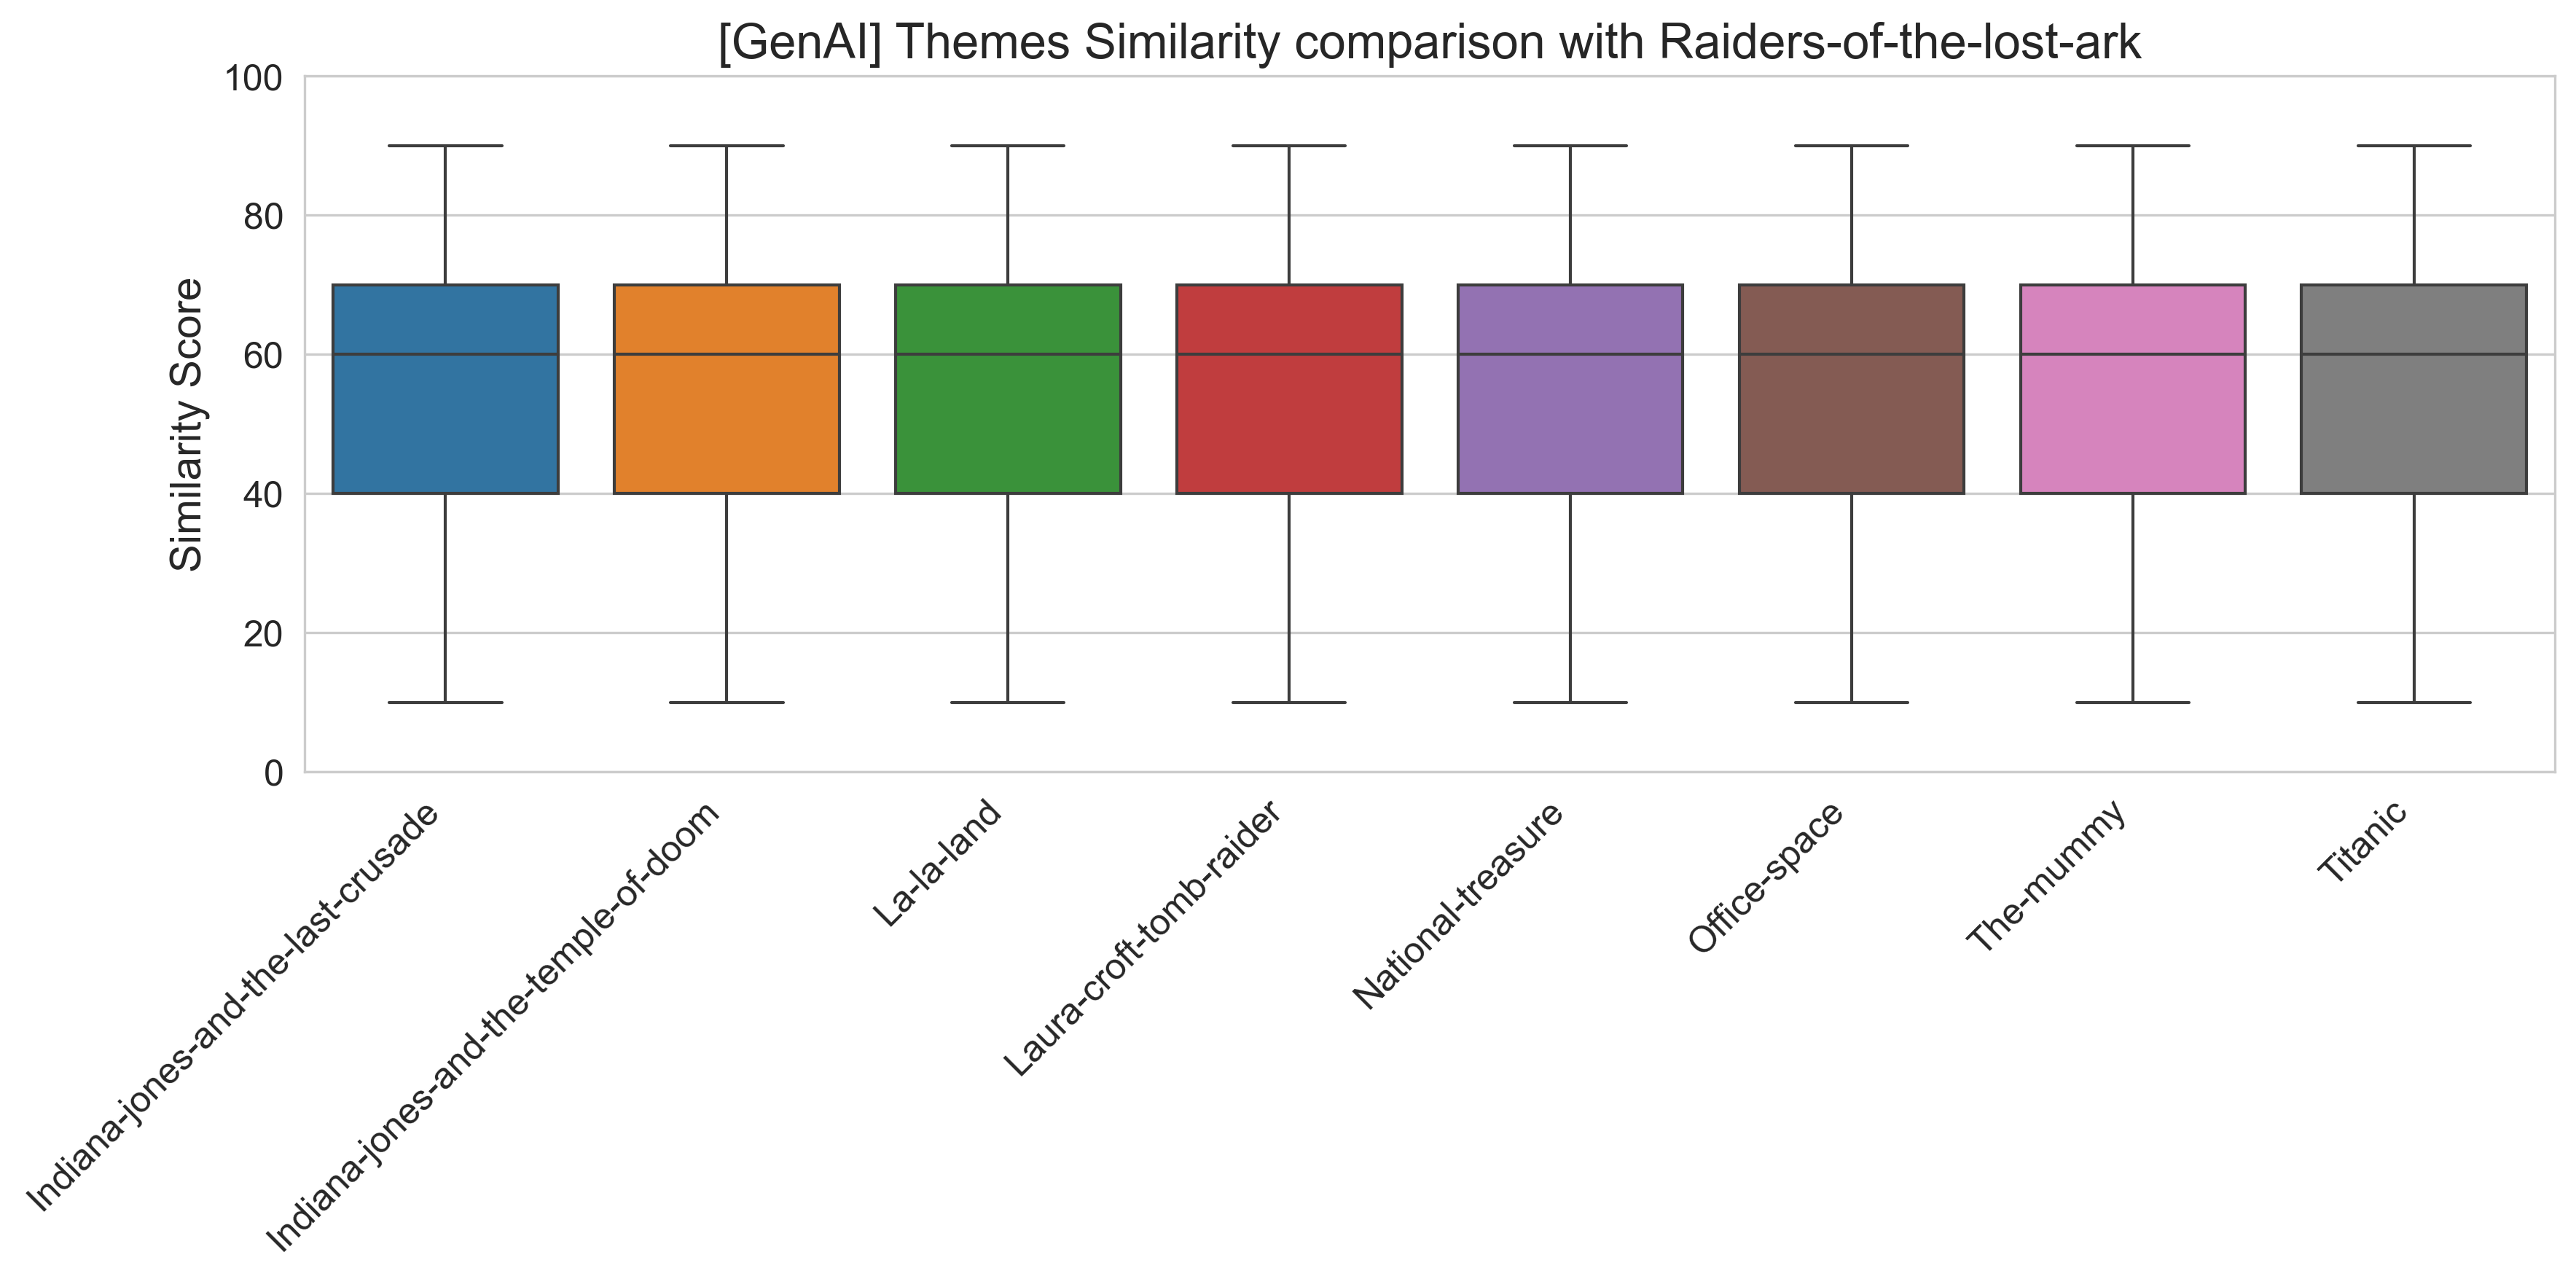 [GenAI] Themes Similarity comparison with Raiders-of-the-lost-ark
Similarity Score
100
80
60
40
20
0
Indiana-jones-and-the-last-crusade
Indiana-jones-and-the-temple-of-doom
La-la-land
Laura-croft-tomb-raider
National-treasure
Office-space
The-mummy
Titanic